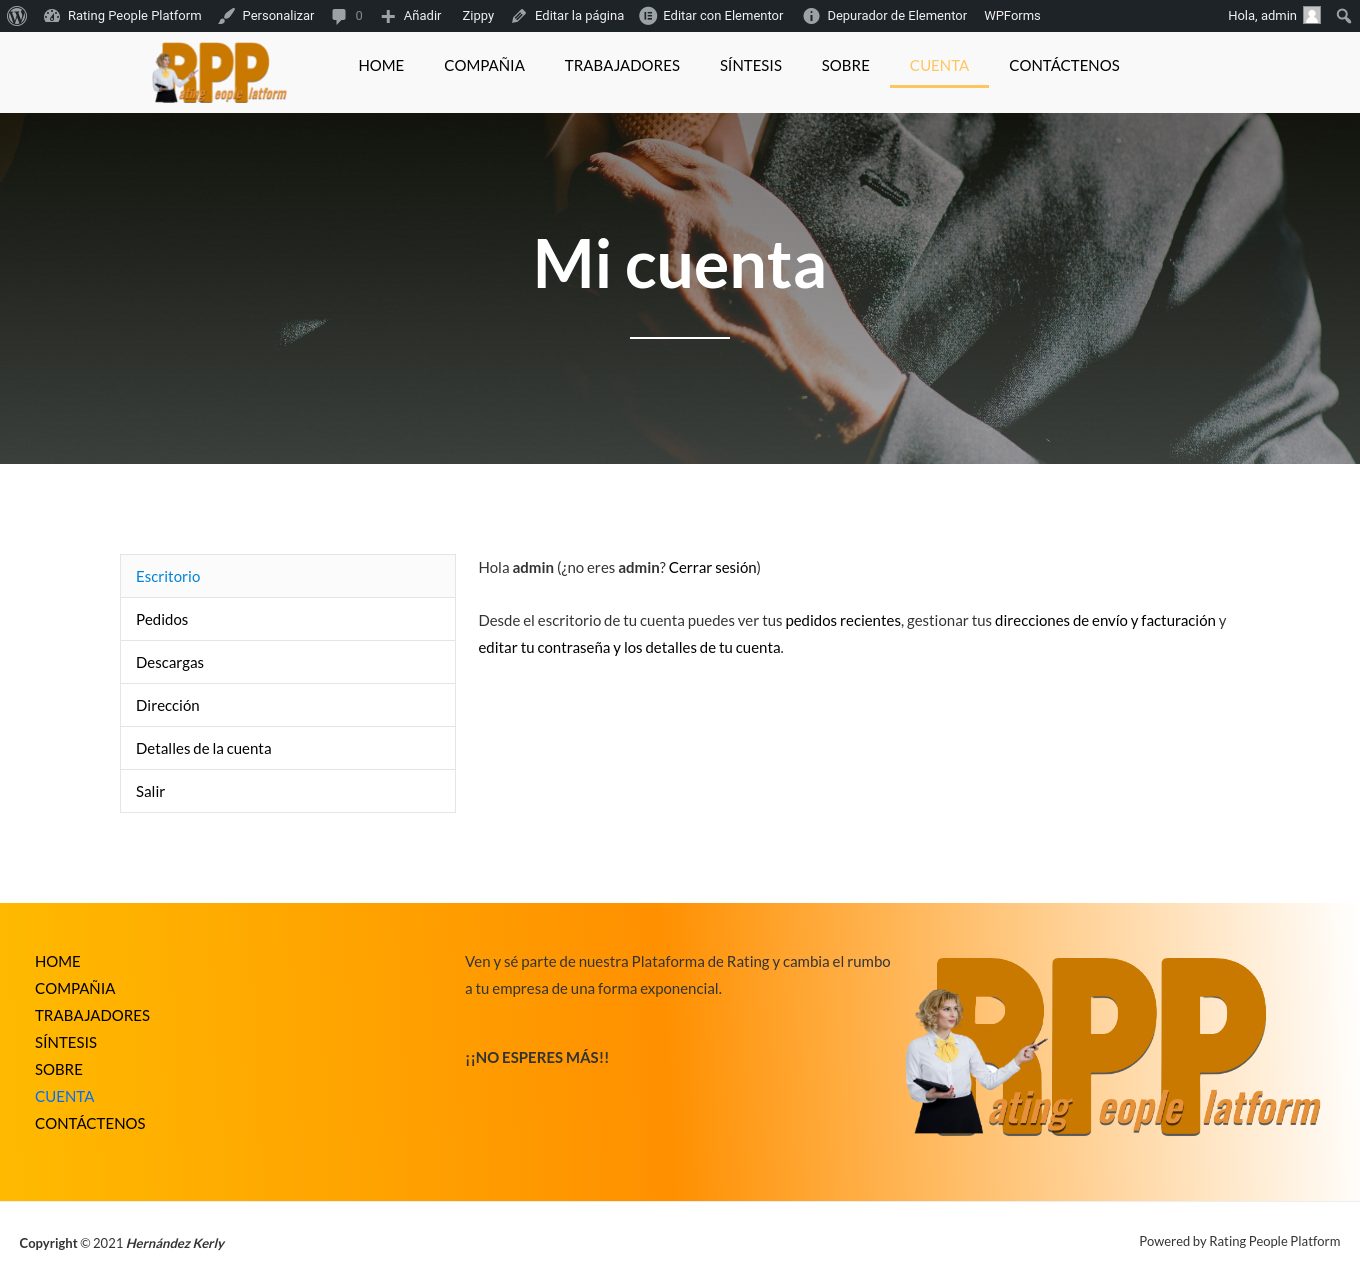 Rating People Platform Personalizar 0 Añadir Zippy Editar la página Editar con Elementor Depurador de Elementor WPForms Hola, admin
RPP
ating eople latform
HOME COMPAÑIA TRABAJADORES SÍNTESIS SOBRE CUENTA CONTÁCTENOS
Mi cuenta
Escritorio
Pedidos
Descargas
Dirección
Detalles de la cuenta
Salir
Hola admin (¿no eres admin? Cerrar sesión)
Desde el escritorio de tu cuenta puedes ver tus pedidos recientes, gestionar tus direcciones de envío y facturación y
editar tu contraseña y los detalles de tu cuenta.
HOME
COMPAÑIA
TRABAJADORES
SÍNTESIS
SOBRE
CUENTA
CONTÁCTENOS
Ven y sé parte de nuestra Plataforma de Rating y cambia el rumbo
a tu empresa de una forma exponencial.
¡¡NO ESPERES MÁS!!
RPP
ating eople latform
Copyright © 2021 Hernández Kerly
Powered by Rating People Platform